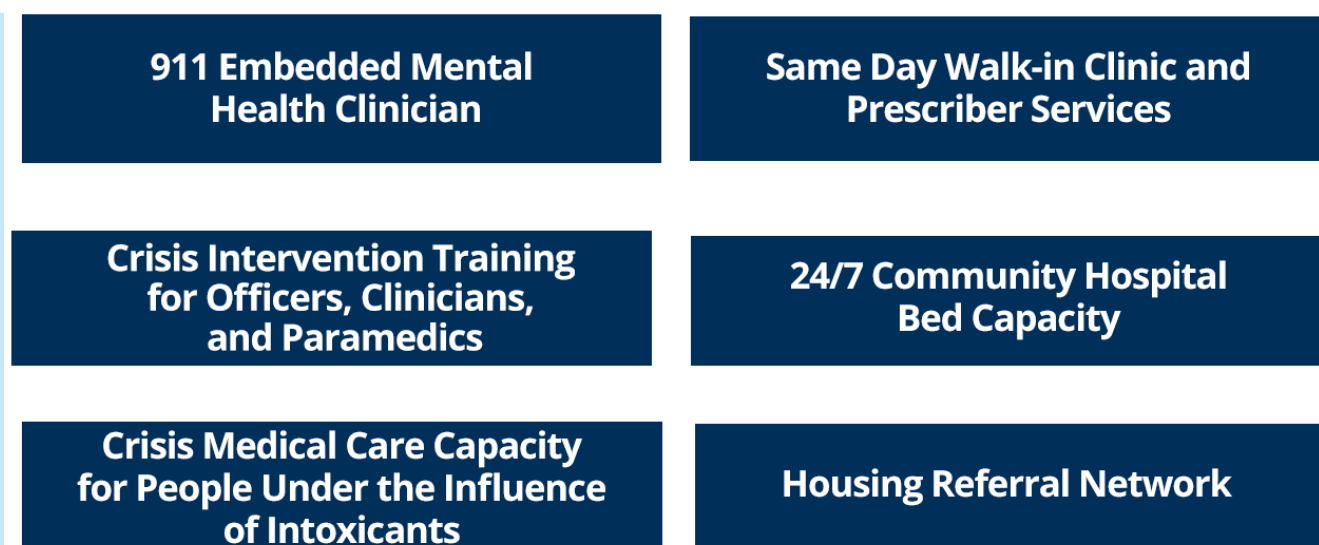 911 Embedded Mental
Health Clinician
Same Day Walk-in Clinic and
Prescriber Services
Crisis Intervention Training
for Officers, Clinicians,
and Paramedics
24/7 Community Hospital
Bed Capacity
Crisis Medical Care Capacity
for People Under the Influence
of Intoxicants
Housing Referral Network